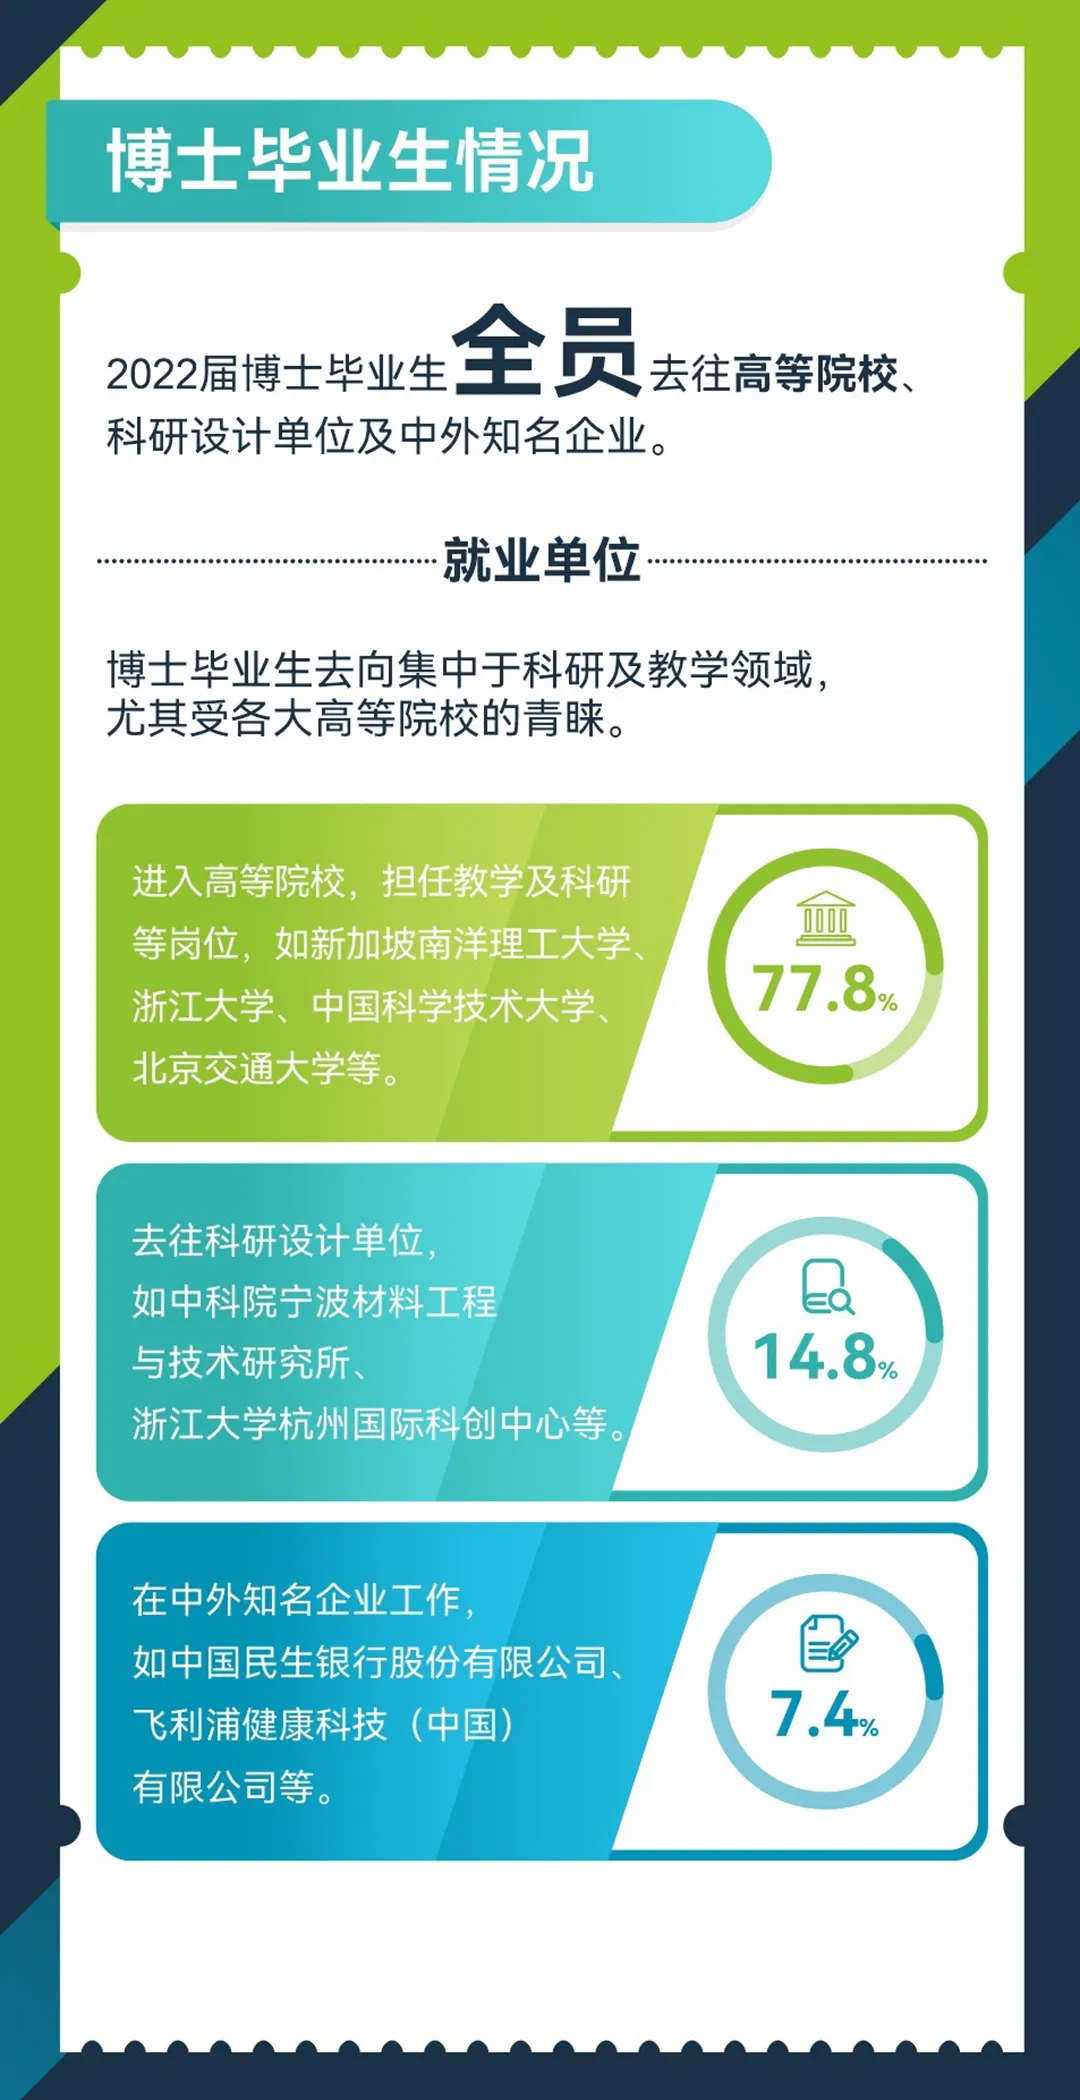 博士毕业生情况
2022届博士毕业生全员去往高等院校、
科研设计单位及中外知名企业。
就业单位
博士毕业生去向集中于科研及教学领域，
尤其受各大高等院校的青睐。
进入高等院校，担任教学及科研
等岗位，如新加坡南洋理工大学、
浙江大学、中国科学技术大学、
北京交通大学等。
77.8%
去往科研设计单位，
如中科院宁波材料工程
与技术研究所、
浙江大学杭州国际科创中心等。
14.8%
在中外知名企业工作，
如中国民生银行股份有限公司、
飞利浦健康科技（中国）
有限公司等。
7.4%